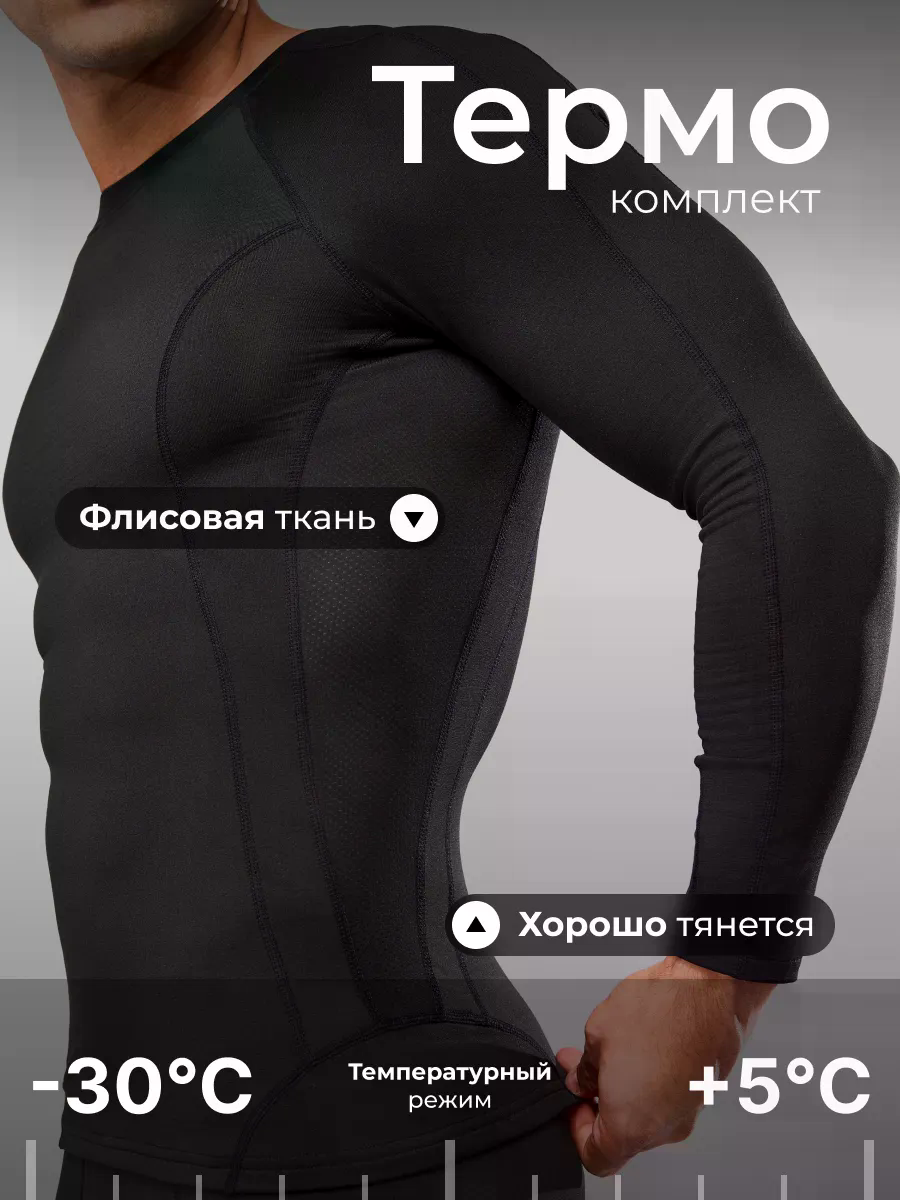 Термо
комплект
Флисовая ткань
Хорошо тянется
-30°C
Температурный
режим
+5°C